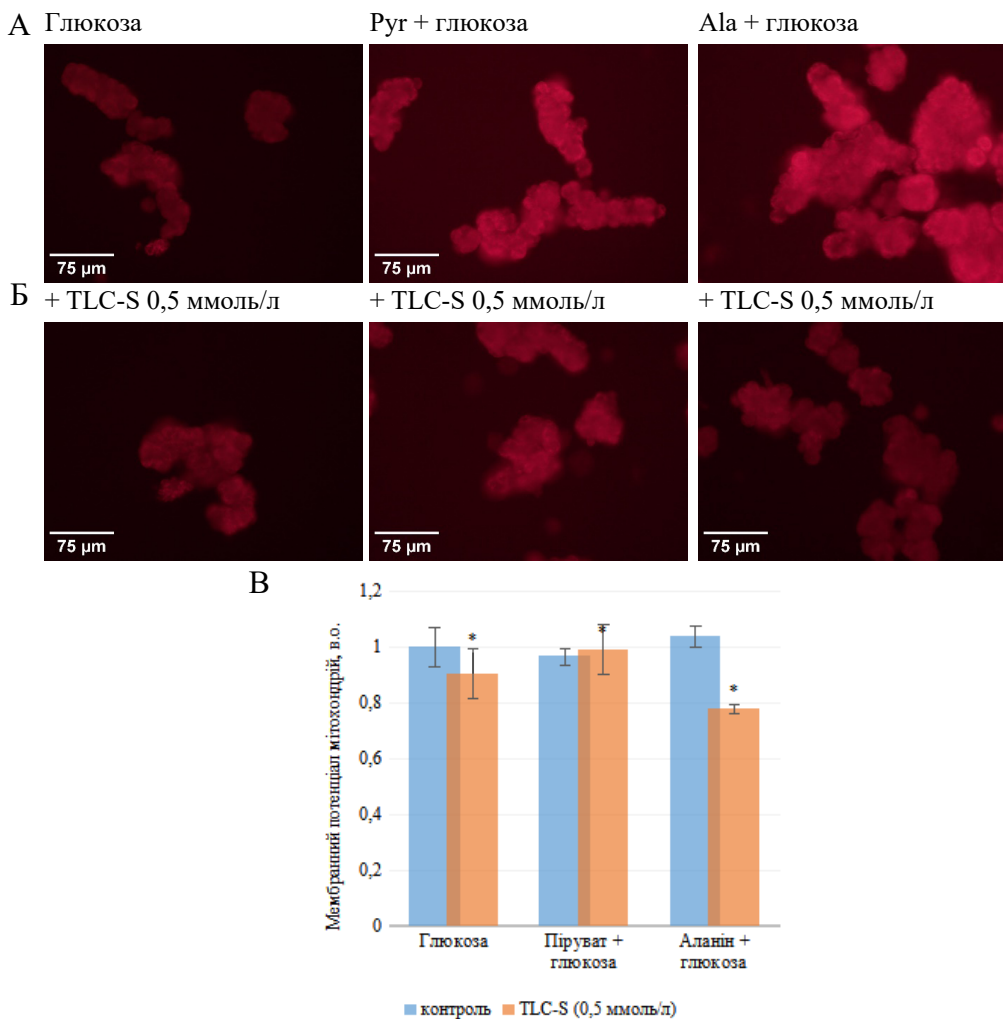 А Глюкоза Pyr + глюкоза Ala + глюкоза
75 µm 75 µm 75 µm
Б + TLC-S 0,5 ммоль/л + TLC-S 0,5 ммоль/л + TLC-S 0,5 ммоль/л
75 µm 75 µm 75 µm
В
Мембранний потенціал мітохондрій, в.о.
1,2
1
0,8
0,6
0,4
0,2
0
* * *
Глюкоза Піруват + Аланін +
глюкоза глюкоза
контроль TLC-S (0,5 ммоль/л)